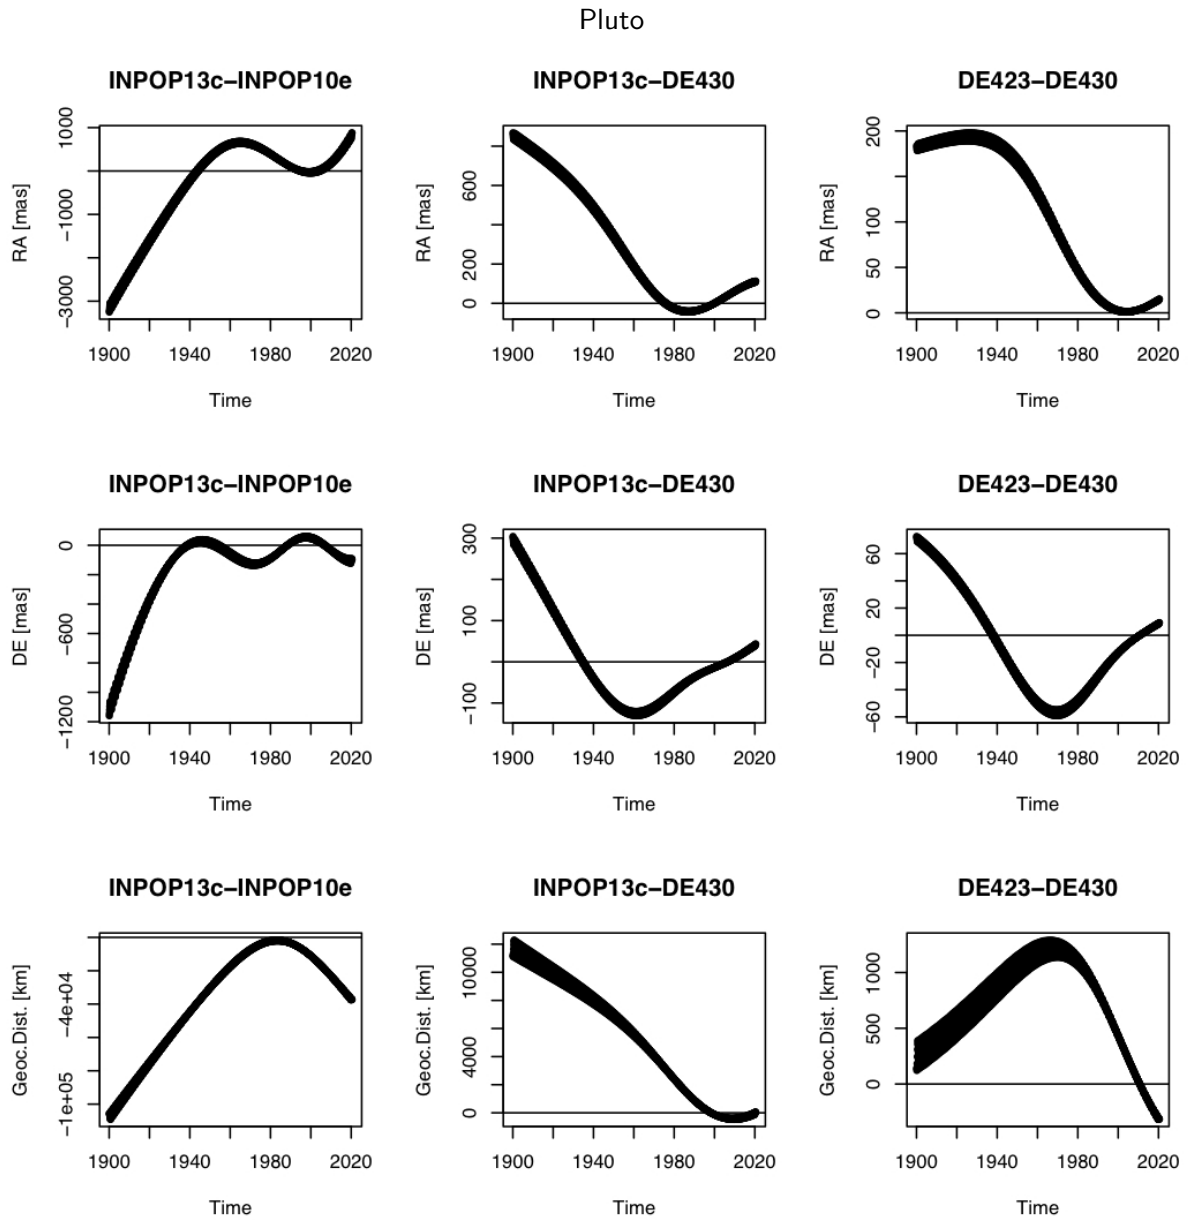 Pluto
INPOP13c–INPOP10e INPOP13c–DE430 DE423–DE430
RA [mas] 1000 −1000 −3000 1900 1940 1980 2020 Time
RA [mas] 600 200 0 1900 1940 1980 2020 Time
RA [mas] 200 100 50 0 1900 1940 1980 2020 Time
INPOP13c–INPOP10e INPOP13c–DE430 DE423–DE430
DE [mas] 0 −600 −1200 1900 1940 1980 2020 Time
DE [mas] 300 100 −100 1900 1940 1980 2020 Time
DE [mas] 60 20 −20 −60 1900 1940 1980 2020 Time
INPOP13c–INPOP10e INPOP13c–DE430 DE423–DE430
Geoc.Dist. [km] −4e+04 −1e+05 1900 1940 1980 2020 Time
Geoc.Dist. [km] 10000 4000 0 1900 1940 1980 2020 Time
Geoc.Dist. [km] 1000 500 0 1900 1940 1980 2020 Time